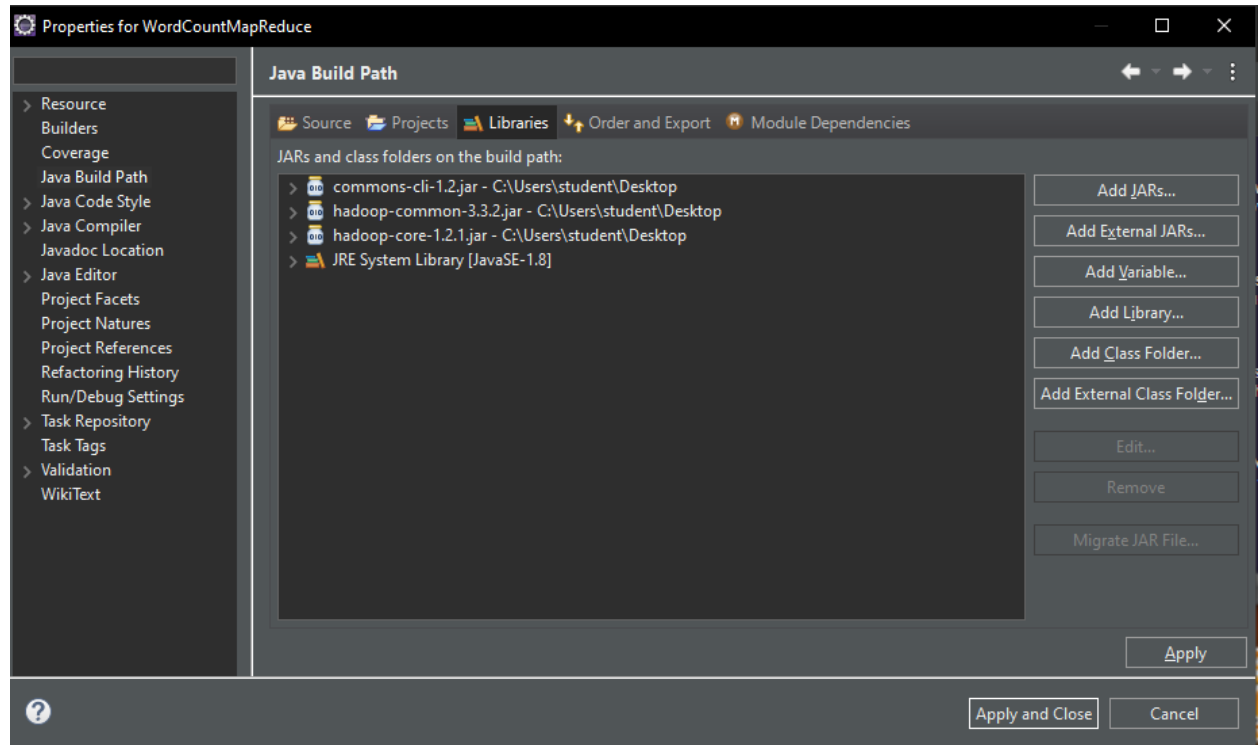 Properties for WordCountMapReduce
Java Build Path
Resource
Builders
Coverage
Java Build Path
Java Code Style
Java Compiler
Javadoc Location
Java Editor
Project Facets
Project Natures
Project References
Refactoring History
Run/Debug Settings
Task Repository
Task Tags
Validation
WikiText
Source Projects Libraries Order and Export Module Dependencies
JARs and class folders on the build path:
commons-cli-1.2.jar - C:\Users\student\Desktop
hadoop-common-3.3.2.jar - C:\Users\student\Desktop
hadoop-core-1.2.1.jar - C:\Users\student\Desktop
JRE System Library [JavaSE-1.8]
Add JARs...
Add External JARs...
Add Variable...
Add Library...
Add Class Folder...
Add External Class Folder...
Edit...
Remove
Migrate JAR File...
Apply
Apply and Close Cancel